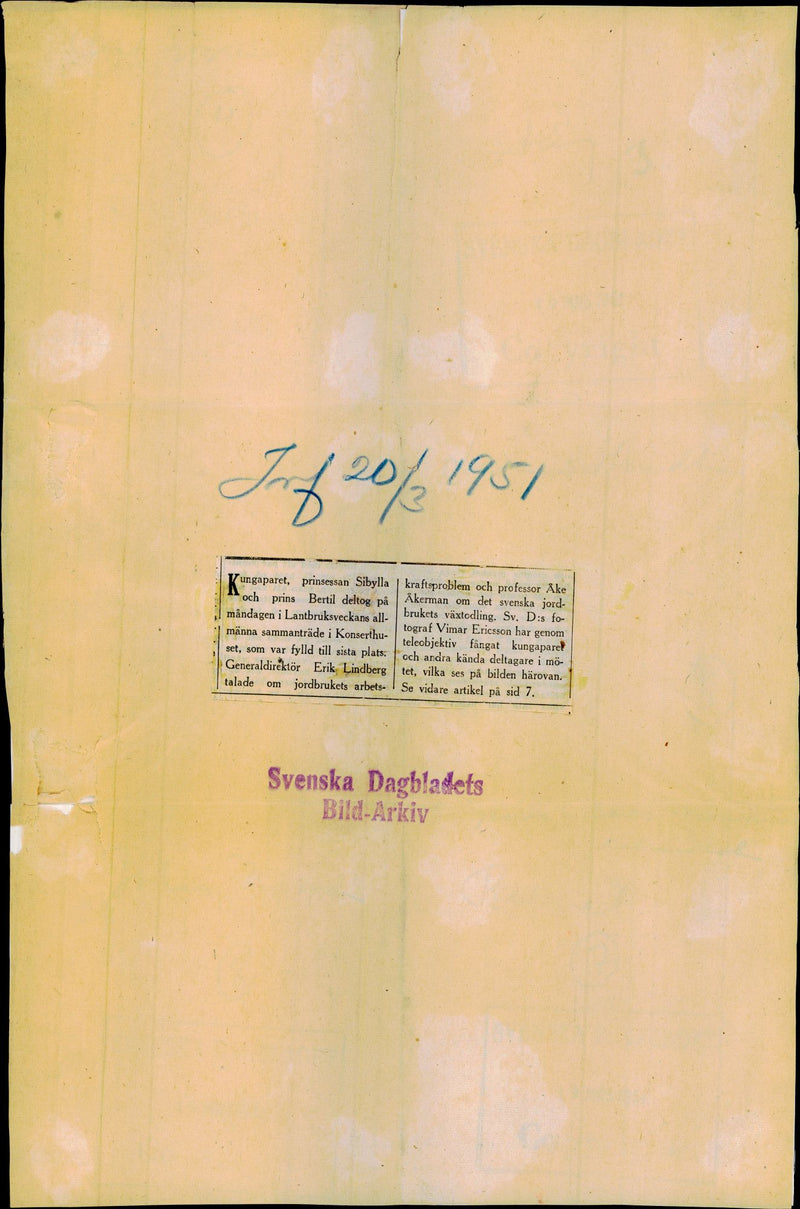 Inf 20/3 1951
Kungaparet, prinsessan Sibylla
och prins Bertil deltog på
måndagen i Lantbruksveckans all-
männa sammanträde i Konserthu-
set, som var fylld till sista plats.
Generaldirektör Erik Lindberg
talade om jordbrukets arbets-
kraftsproblem och professor Åke
Åkerman om det svenska jord-
brukets växtodling. Sv. D:s fo-
tograf Vimar Ericsson har genom
teleobjektiv fångat kungaparet
och andra kända deltagare i mö-
tet, vilka ses på bilden härovan.
Se vidare artikel på sid 7.
Svenska Dagbladets
Bild-Arkiv